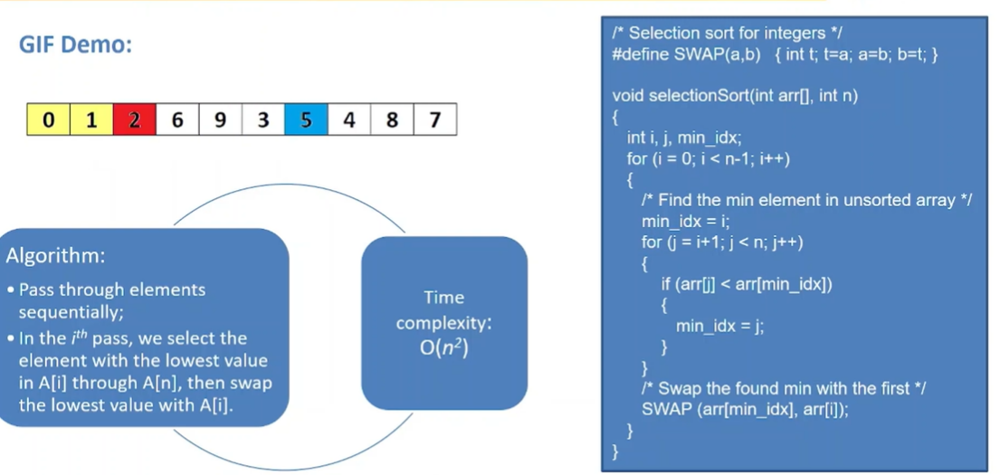 GIF Demo:
0 1 2 6 9 3 5 4 8 7
Algorithm:
• Pass through elements
sequentially;
• In the iᵗʰ pass, we select the
element with the lowest value
in A[i] through A[n], then swap
the lowest value with A[i].
Time
complexity:
O(n²)
/* Selection sort for integers */
#define SWAP(a,b) { int t; t=a; a=b; b=t; }
void selectionSort(int arr[], int n)
{
int i, j, min_idx;
for (i = 0; i < n-1; i++)
{
/* Find the min element in unsorted array */
min_idx = i;
for (j = i+1; j < n; j++)
{
if (arr[j] < arr[min_idx])
{
min_idx = j;
}
}
/* Swap the found min with the first */
SWAP (arr[min_idx], arr[i]);
}
}